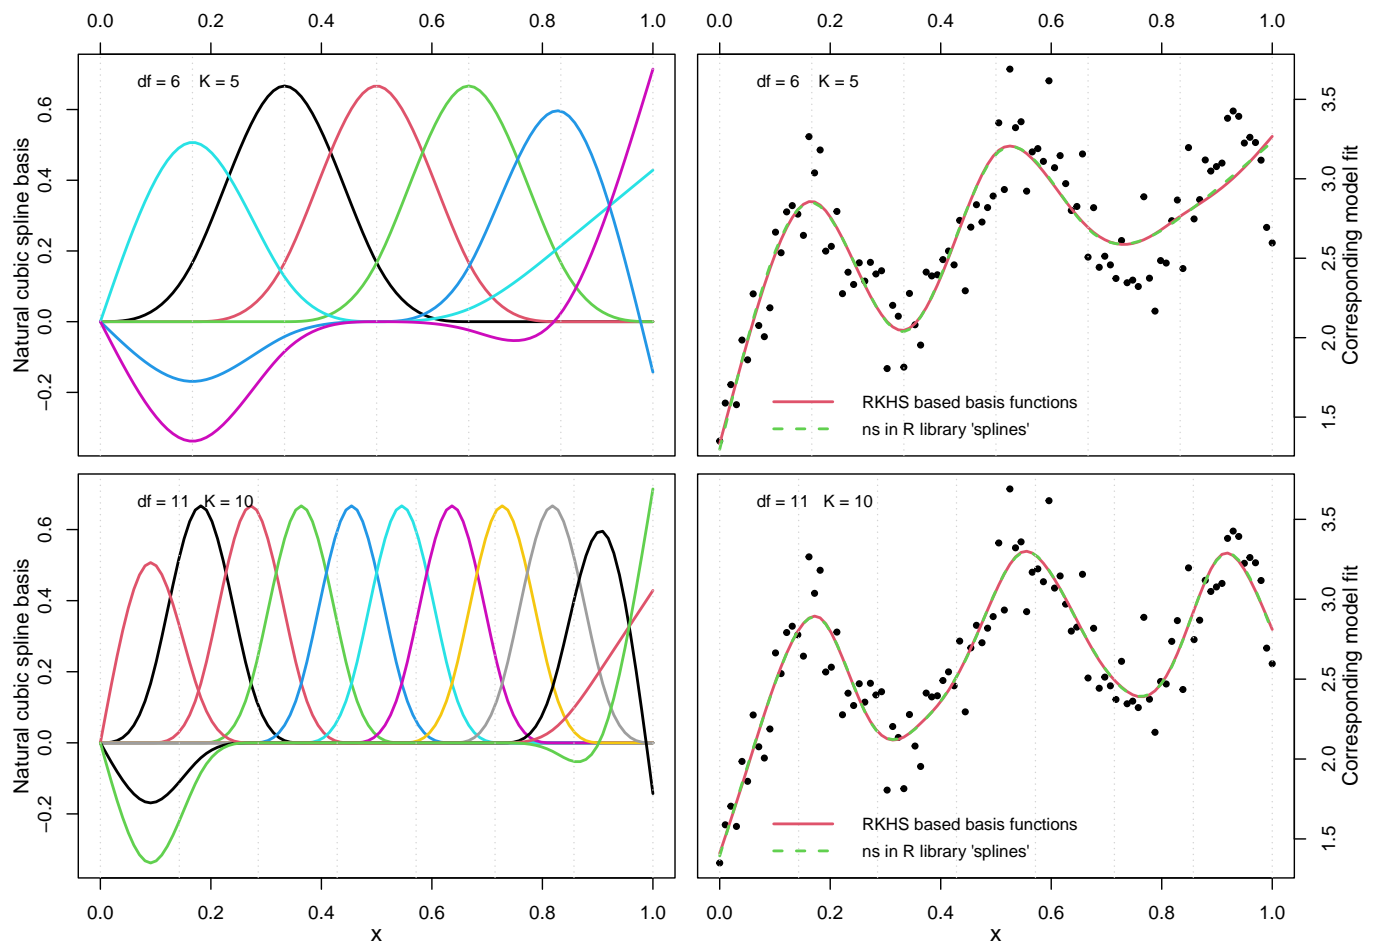 0.0 0.2 0.4 0.6 0.8 1.0
0.0 0.2 0.4 0.6 0.8 1.0
Natural cubic spline basis
−0.2 0.0 0.2 0.4 0.6
df = 6 K = 5
df = 6 K = 5
RKHS based basis functions
ns in R library 'splines'
1.5 2.0 2.5 3.0 3.5
Corresponding model fit
Natural cubic spline basis
−0.2 0.0 0.2 0.4 0.6
df = 11 K = 10
df = 11 K = 10
RKHS based basis functions
ns in R library 'splines'
1.5 2.0 2.5 3.0 3.5
Corresponding model fit
0.0 0.2 0.4 0.6 0.8 1.0
x
0.0 0.2 0.4 0.6 0.8 1.0
x